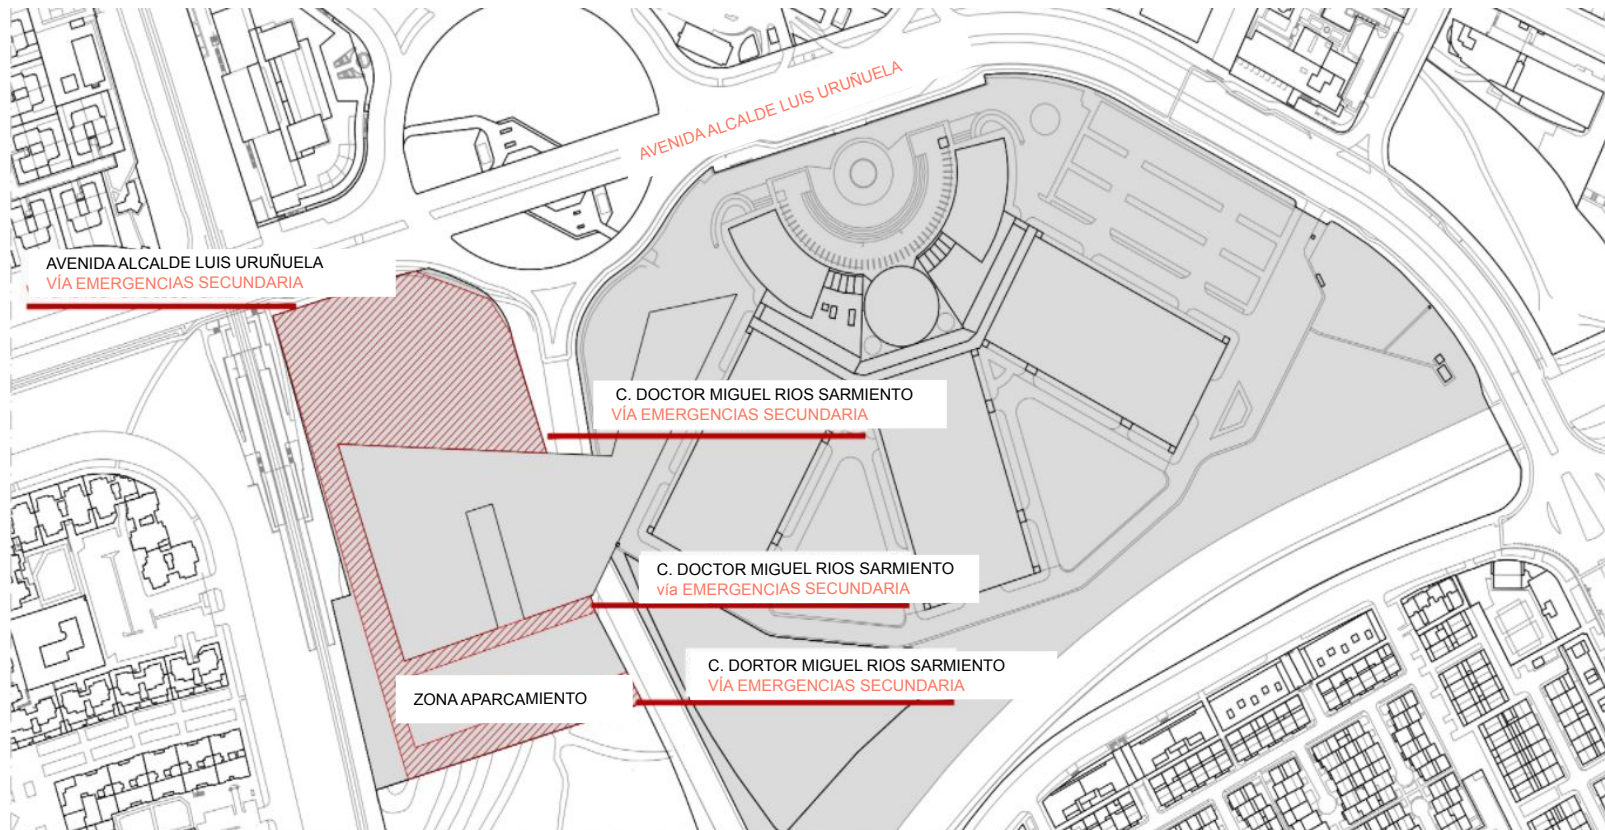 AVENIDA ALCALDE LUIS URUÑUELA
AVENIDA ALCALDE LUIS URUÑUELA
VÍA EMERGENCIAS SECUNDARIA
C. DOCTOR MIGUEL RIOS SARMIENTO
VÍA EMERGENCIAS SECUNDARIA
C. DOCTOR MIGUEL RIOS SARMIENTO
vía EMERGENCIAS SECUNDARIA
C. DORTOR MIGUEL RIOS SARMIENTO
VÍA EMERGENCIAS SECUNDARIA
ZONA APARCAMIENTO